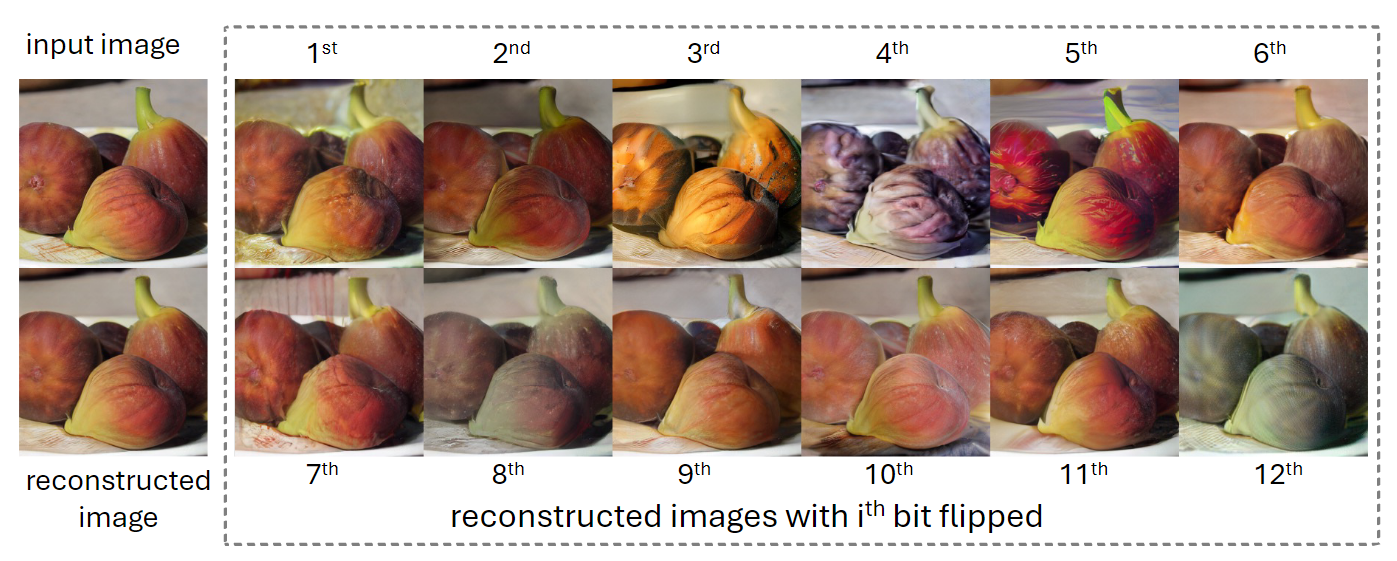 input image
1st
2nd
3rd
4th
5th
6th
reconstructed
image
7th
8th
9th
10th
11th
12th
reconstructed images with ith bit flipped